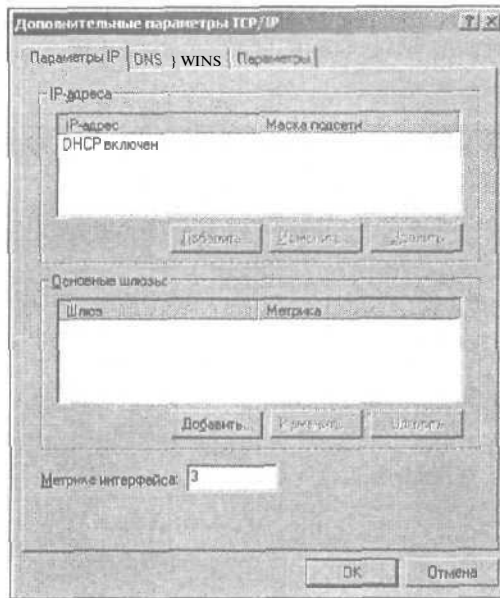 Дополнительные параметры TCP/IP
Параметры IP DNS } WINS Параметры
IP-адреса
IP-адрес Маска подсети
DHCP включен
Добавить... Изменить... Удалить
Основные шлюзы:
Шлюз Метрика
Добавить... Изменить... Удалить
Метрика интерфейса: 3
OK Отмена